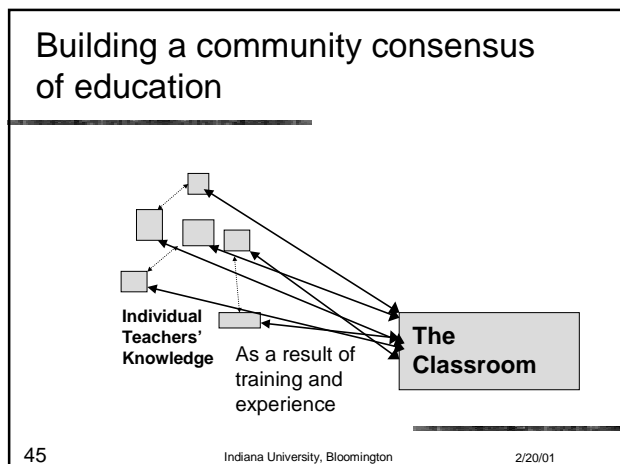 Building a community consensus
of education
Individual
Teachers'
Knowledge
As a result of
training and
experience
The
Classroom
45
Indiana University, Bloomington
2/20/01